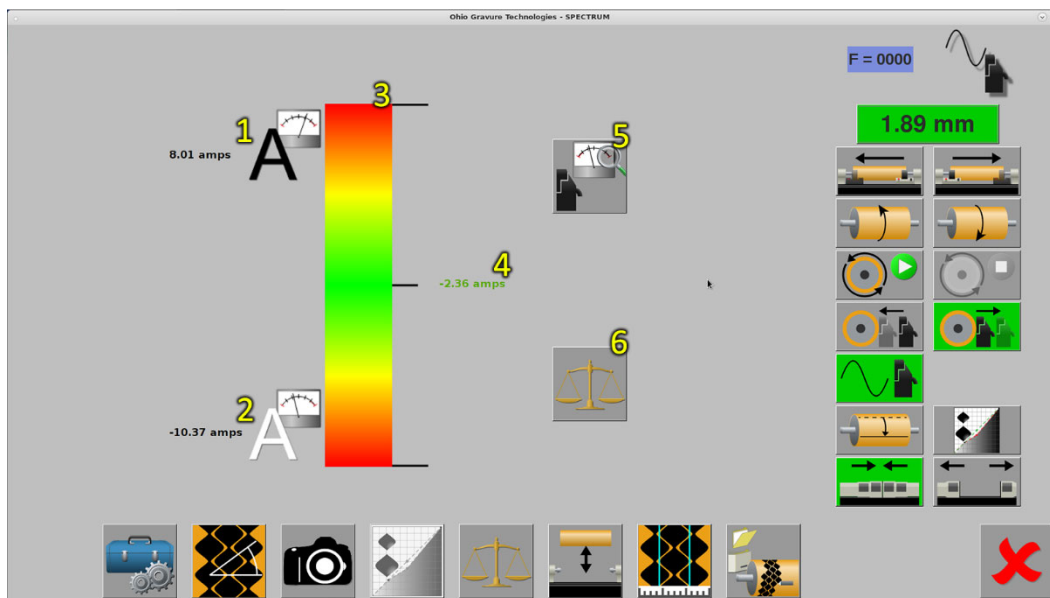 Ohio Gravure Technologies - SPECTRUM
F = 0000
1.89 mm
1
A
8.01 amps
3
5
4
-2.36 amps
6
2
A
-10.37 amps